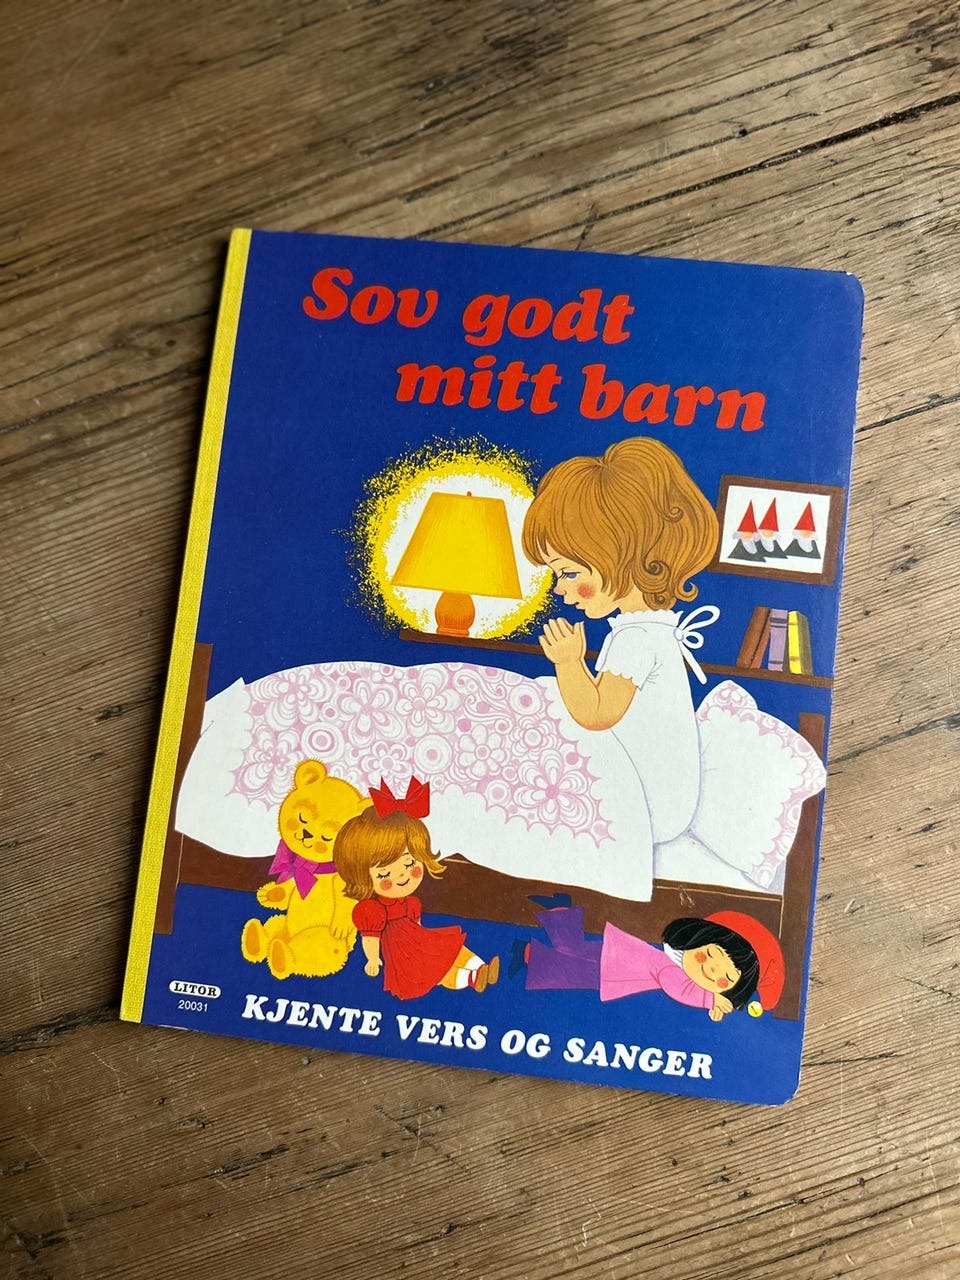 Sov godt
mitt barn
LITOR
20031
KJENTE VERS OG SANGER